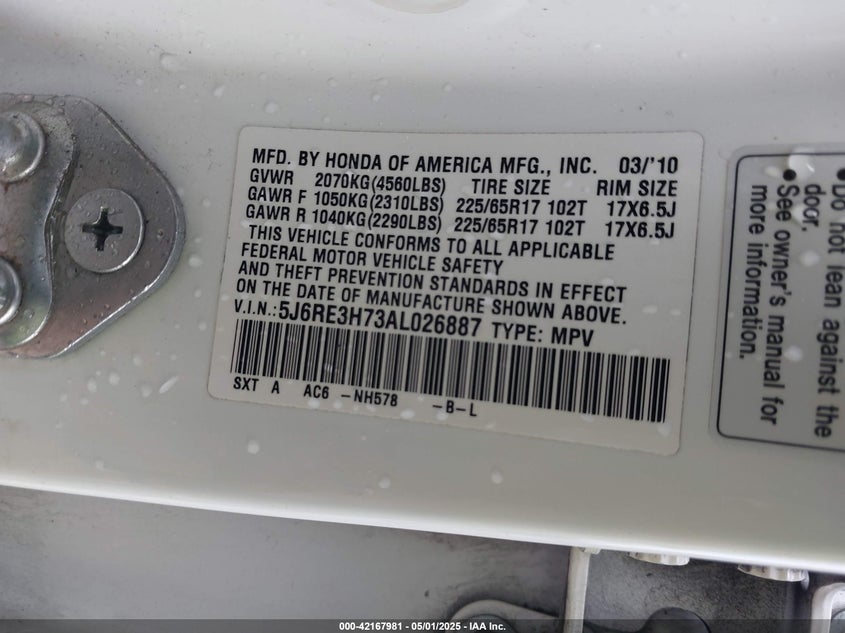 MFD. BY HONDA OF AMERICA MFG., INC. 03/'10
GVWR 2070KG(4560LBS) TIRE SIZE RIM SIZE
GAWR F 1050KG(2310LBS) 225/65R17 102T 17X6.5J
GAWR R 1040KG(2290LBS) 225/65R17 102T 17X6.5J
THIS VEHICLE CONFORMS TO ALL APPLICABLE
FEDERAL MOTOR VEHICLE SAFETY
AND THEFT PREVENTION STANDARDS IN EFFECT
ON THE DATE OF MANUFACTURE SHOWN ABOVE.
V.I.N.:5J6RE3H73AL026887 TYPE: MPV
SXT A AC6 -NH578 -B-L
• Do not lean against the
door.
• See owner's manual for
more information.
000-42167981 - 05/01/2025 - IAA Inc.